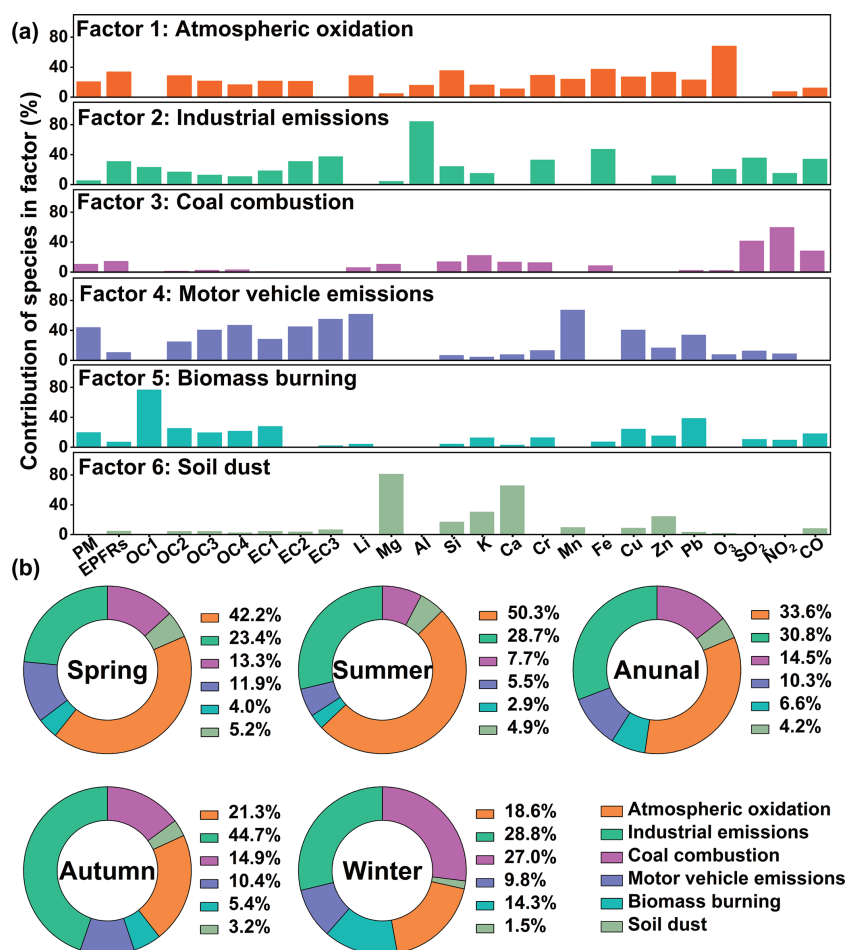 (a)
Contribution of species in factor (%)
Factor 1: Atmospheric oxidation
80
40
0
Factor 2: Industrial emissions
80
40
0
Factor 3: Coal combustion
80
40
0
Factor 4: Motor vehicle emissions
80
40
0
Factor 5: Biomass burning
80
40
0
Factor 6: Soil dust
80
40
0
PM
EPFRs
OC1
OC2
OC3
OC4
EC1
EC2
EC3
Li
Mg
Al
Si
K
Ca
Cr
Mn
Fe
Cu
Zn
Pb
O₃
SO₂
NO₂
CO
(b)
Spring
42.2%
23.4%
13.3%
11.9%
4.0%
5.2%
Summer
50.3%
28.7%
7.7%
5.5%
2.9%
4.9%
Anunal
33.6%
30.8%
14.5%
10.3%
6.6%
4.2%
Autumn
21.3%
44.7%
14.9%
10.4%
5.4%
3.2%
Winter
18.6%
28.8%
27.0%
9.8%
14.3%
1.5%
Atmospheric oxidation
Industrial emissions
Coal combustion
Motor vehicle emissions
Biomass burning
Soil dust